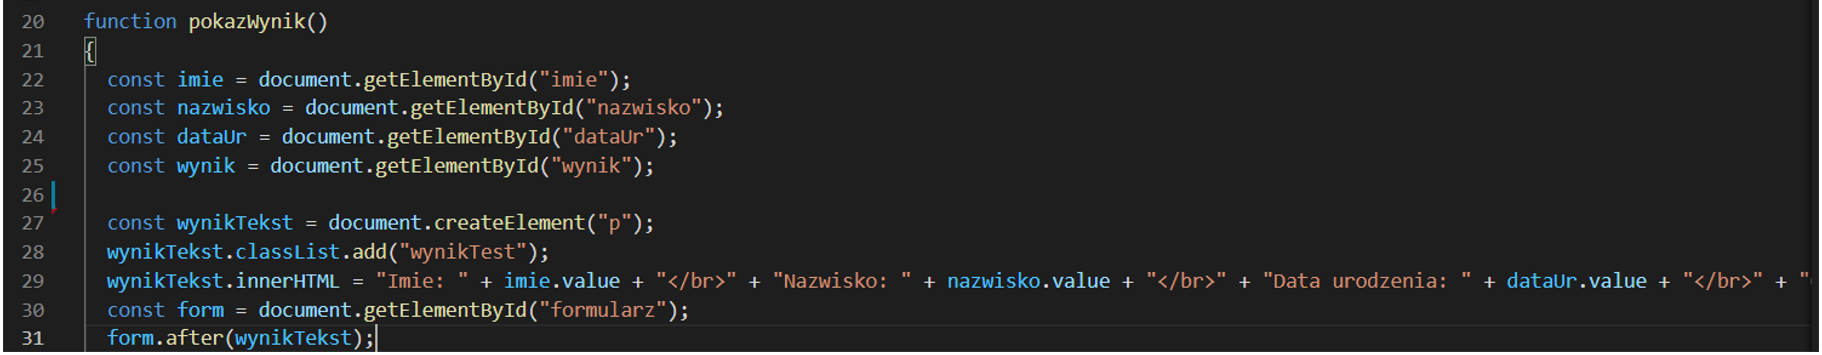 20 function pokazWynik()
21 {
22 const imie = document.getElementById("imie");
23 const nazwisko = document.getElementById("nazwisko");
24 const dataUr = document.getElementById("dataUr");
25 const wynik = document.getElementById("wynik");
26
27 const wynikTekst = document.createElement("p");
28 wynikTekst.classList.add("wynikTest");
29 wynikTekst.innerHTML = "Imie: " + imie.value + "</br>" + "Nazwisko: " + nazwisko.value + "</br>" + "Data urodzenia: " + dataUr.value + "</br>" + "
30 const form = document.getElementById("formularz");
31 form.after(wynikTekst);